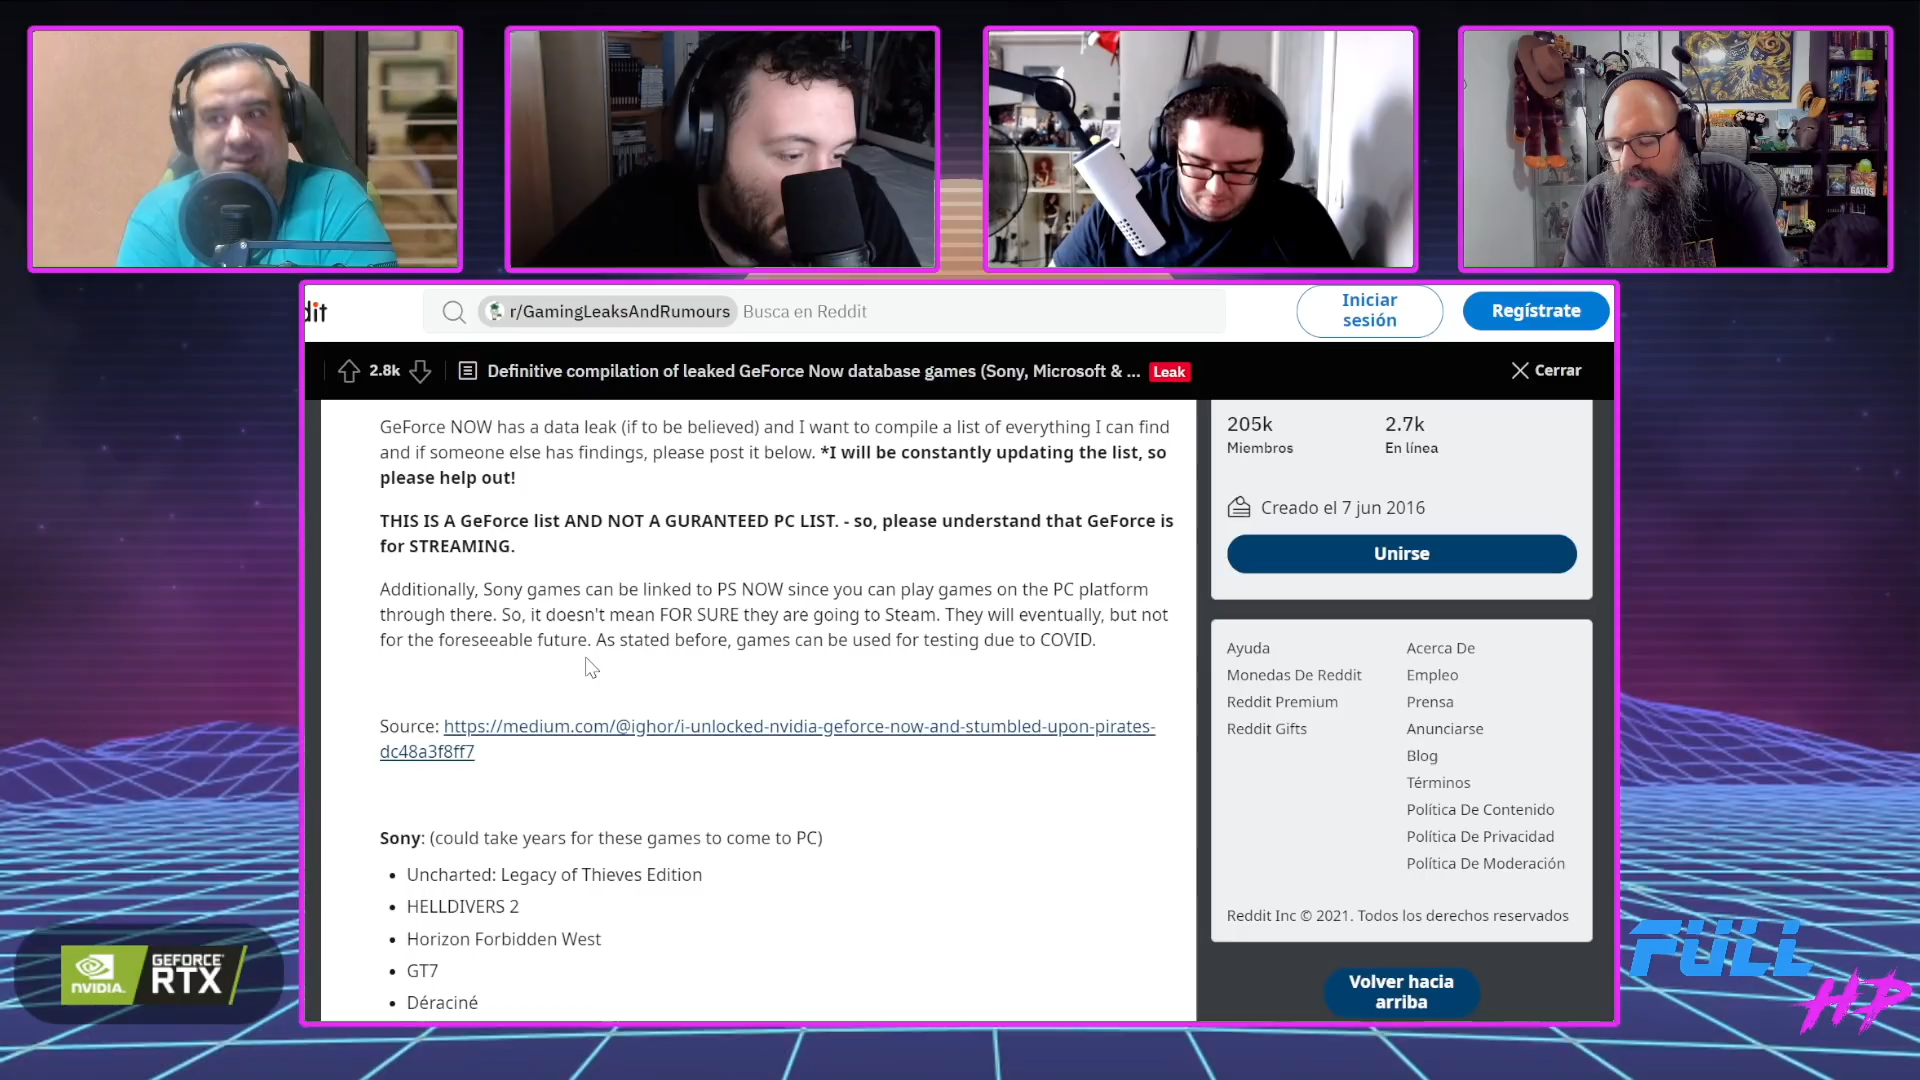 dit
r/GamingLeaksAndRumours Busca en Reddit
Iniciar
sesión
Regístrate
2.8k
Definitive compilation of leaked GeForce Now database games (Sony, Microsoft & ... Leak
Cerrar
GeForce NOW has a data leak (if to be believed) and I want to compile a list of everything I can find
and if someone else has findings, please post it below. *I will be constantly updating the list, so
please help out!
THIS IS A GeForce list AND NOT A GURANTEED PC LIST. - so, please understand that GeForce is
for STREAMING.
Additionally, Sony games can be linked to PS NOW since you can play games on the PC platform
through there. So, it doesn't mean FOR SURE they are going to Steam. They will eventually, but not
for the foreseeable future. As stated before, games can be used for testing due to COVID.
Source: https://medium.com/@ighor/i-unlocked-nvidia-geforce-now-and-stumbled-upon-pirates-
dc48a3f8ff7
Sony: (could take years for these games to come to PC)
• Uncharted: Legacy of Thieves Edition
• HELLDIVERS 2
• Horizon Forbidden West
• GT7
• Déraciné
205k
Miembros
2.7k
En línea
Creado el 7 jun 2016
Unirse
Ayuda
Monedas De Reddit
Reddit Premium
Reddit Gifts
Acerca De
Empleo
Prensa
Anunciarse
Blog
Términos
Política De Contenido
Política De Privacidad
Política De Moderación
Reddit Inc © 2021. Todos los derechos reservados
Volver hacia
arriba
NVIDIA.
GEFORCE
RTX
FULL
HP
GATOS